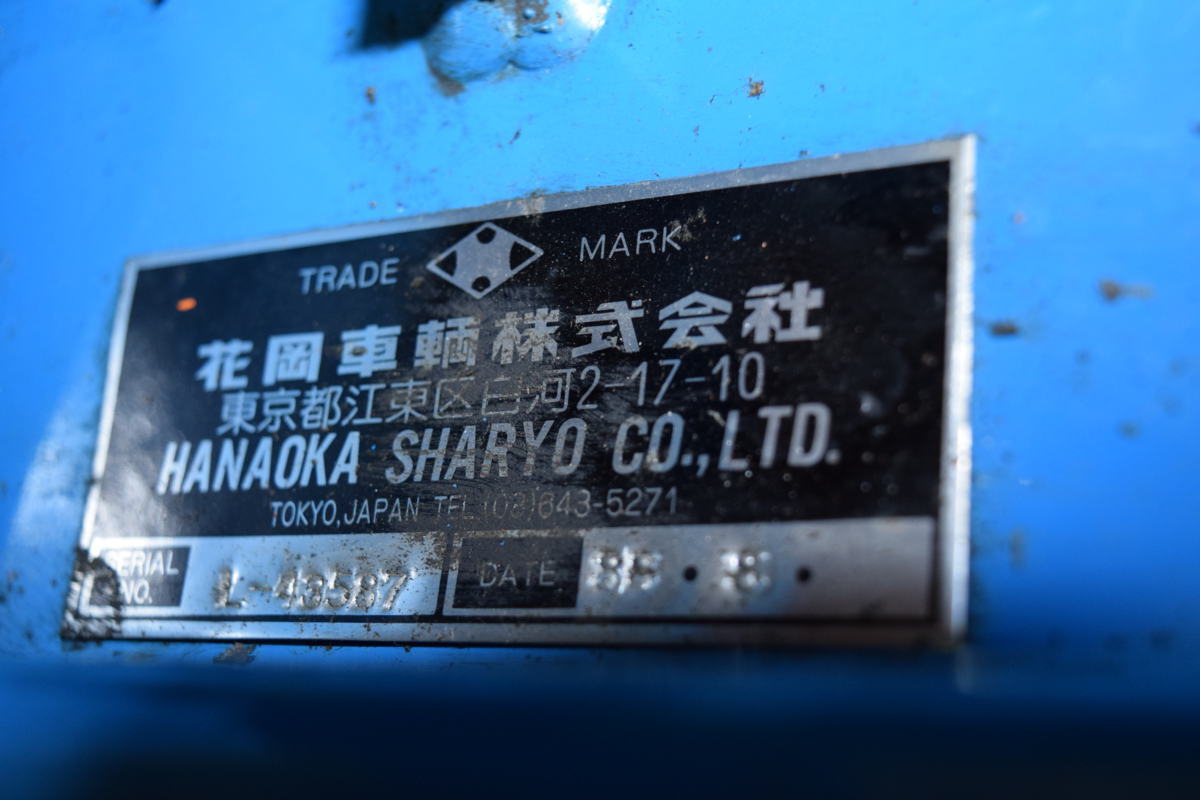 TRADE MARK
花岡車輌株式会社
東京都江東区白河2-17-10
HANAOKA SHARYO CO.,LTD.
TOKYO,JAPAN TEL(03)643-5271
SERIAL NO. L-43587 DATE